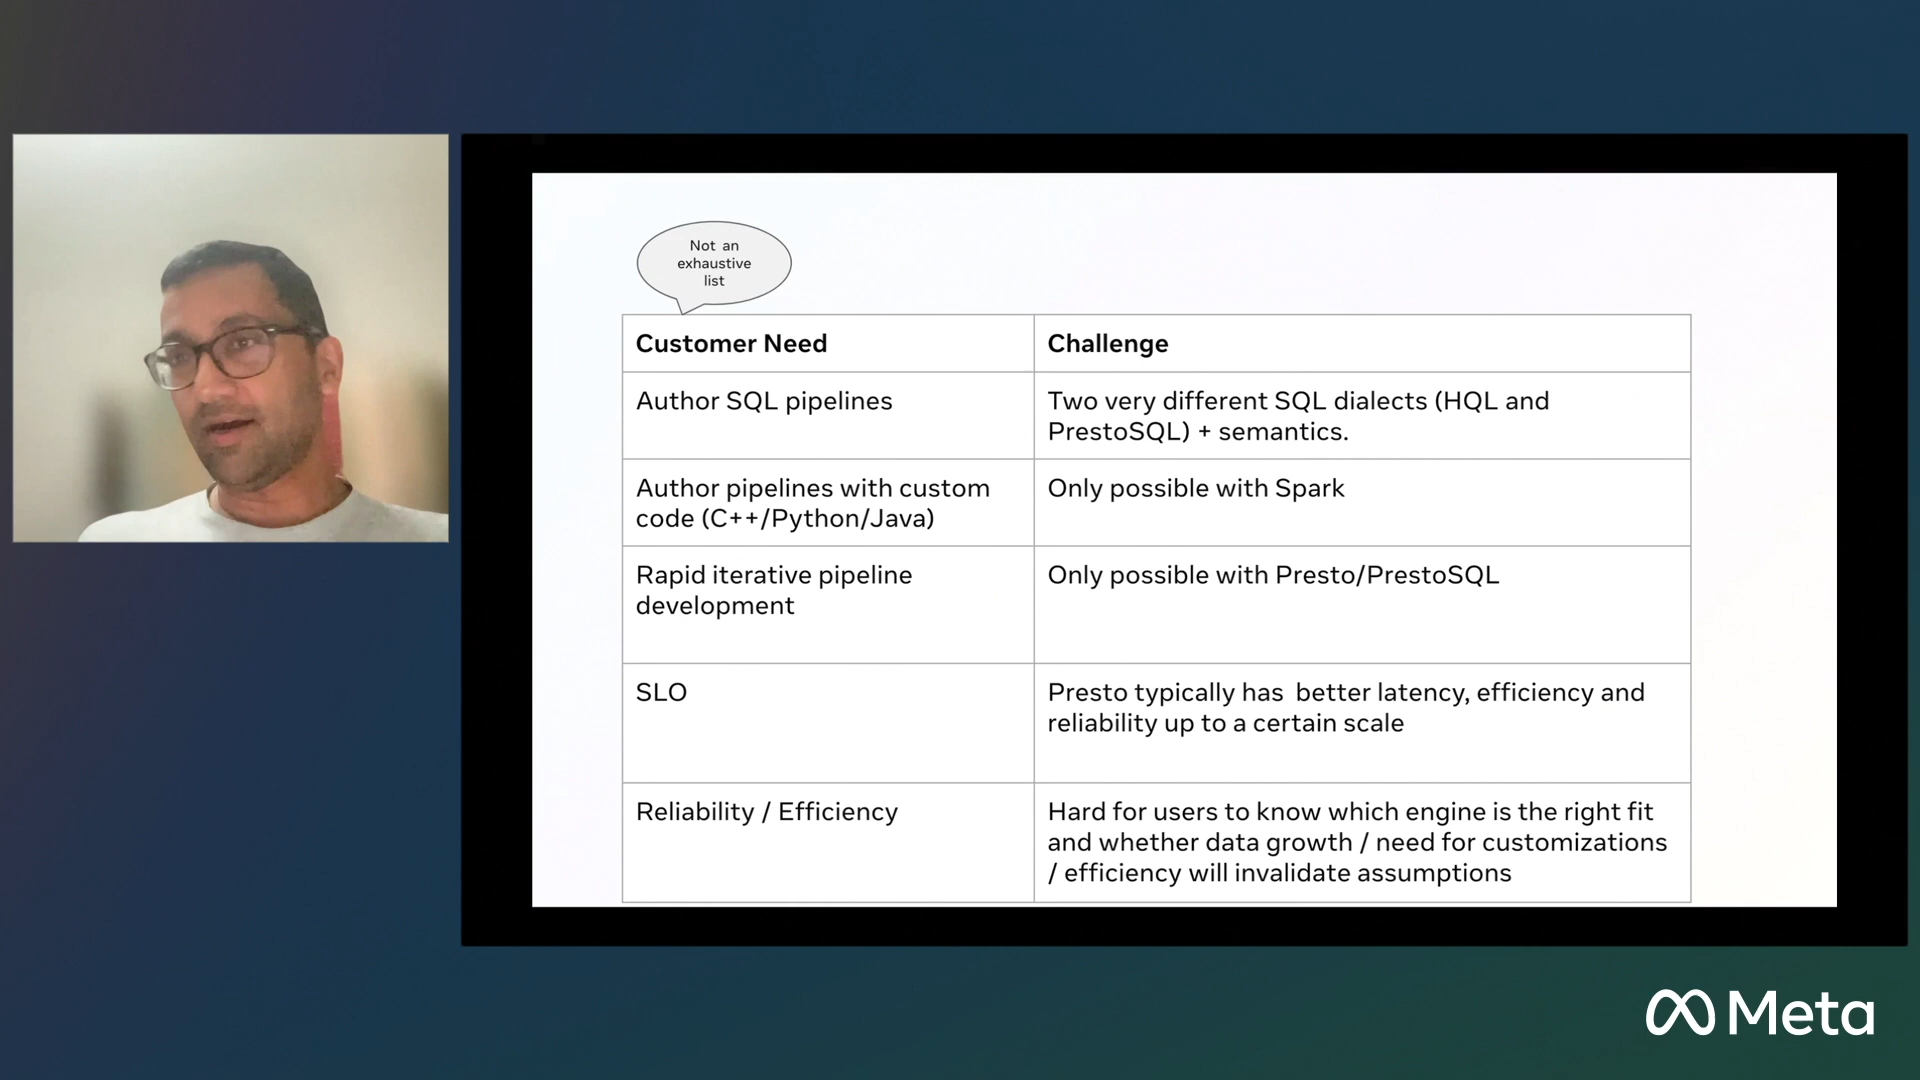 Not an
exhaustive
list
Customer Need
Challenge
Author SQL pipelines
Two very different SQL dialects (HQL and
PrestoSQL) + semantics.
Author pipelines with custom
code (C++/Python/Java)
Only possible with Spark
Rapid iterative pipeline
development
Only possible with Presto/PrestoSQL
SLO
Presto typically has better latency, efficiency and
reliability up to a certain scale
Reliability / Efficiency
Hard for users to know which engine is the right fit
and whether data growth / need for customizations
/ efficiency will invalidate assumptions
Meta